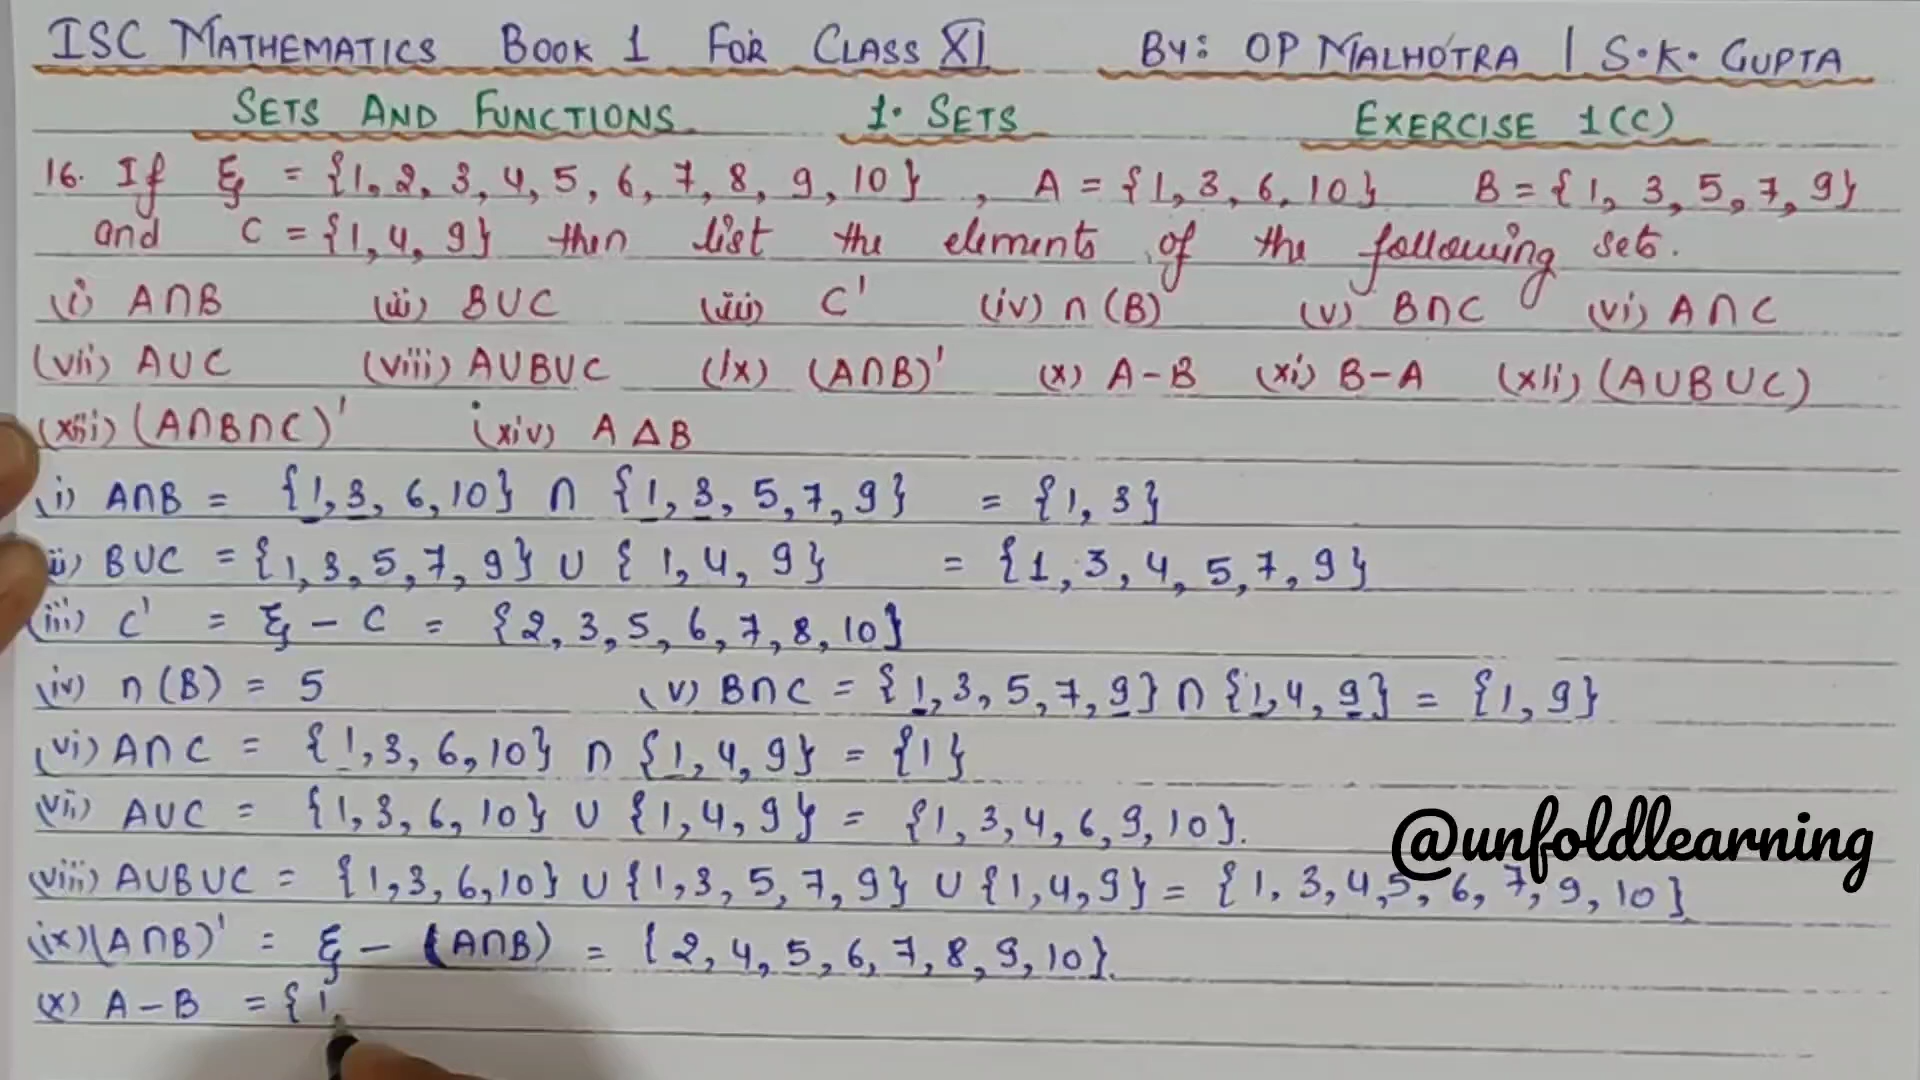 ISC MATHEMATICS BOOK 1 FOR CLASS XI BY: OP MALHOTRA | S.K. GUPTA
SETS AND FUNCTIONS 1. SETS EXERCISE 1(C)
16. If ξ = {1, 2, 3, 4, 5, 6, 7, 8, 9, 10}, A = {1, 3, 6, 10} B = {1, 3, 5, 7, 9}
and C = {1, 4, 9} then list the elements of the following sets.
(i) A∩B (ii) B∪C (iii) C' (iv) n(B) (v) B∩C (vi) A∩C
(vii) A∪C (viii) A∪B∪C (ix) (A∩B)' (x) A-B (xi) B-A (xii) (A∪B∪C)
(xiii) (A∩B∩C)' (xiv) A Δ B
(i) A∩B = {1, 3, 6, 10} ∩ {1, 3, 5, 7, 9} = {1, 3}
(ii) B∪C = {1, 3, 5, 7, 9} ∪ {1, 4, 9} = {1, 3, 4, 5, 7, 9}
(iii) C' = ξ - C = {2, 3, 5, 6, 7, 8, 10}
(iv) n(B) = 5 (v) B∩C = {1, 3, 5, 7, 9} ∩ {1, 4, 9} = {1, 9}
(vi) A∩C = {1, 3, 6, 10} ∩ {1, 4, 9} = {1}
(vii) A∪C = {1, 3, 6, 10} ∪ {1, 4, 9} = {1, 3, 4, 6, 9, 10}.
@unfoldlearning
(viii) A∪B∪C = {1, 3, 6, 10} ∪ {1, 3, 5, 7, 9} ∪ {1, 4, 9} = {1, 3, 4, 5, 6, 7, 9, 10}
(ix) (A∩B)' = ξ - (A∩B) = {2, 4, 5, 6, 7, 8, 9, 10}.
(x) A-B = {1,